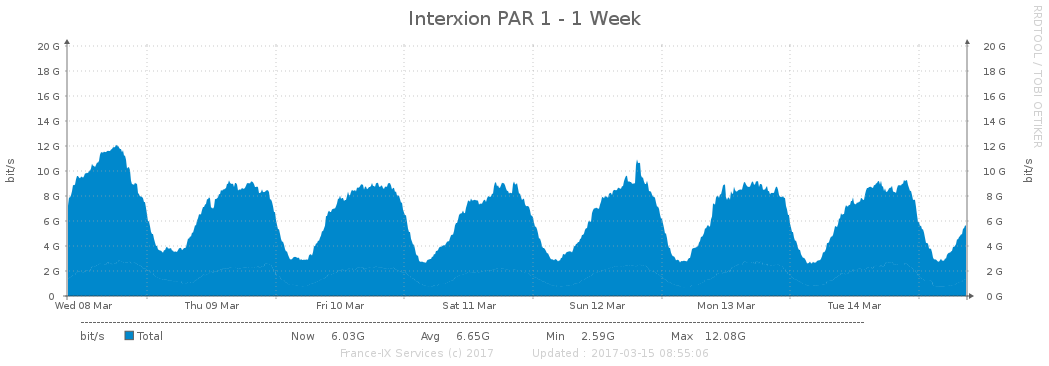 Interxion PAR 1 - 1 Week
RRDTOOL / TOBI OETIKER
bit/s
20 G 20 G
18 G 18 G
16 G 16 G
14 G 14 G
12 G 12 G
10 G 10 G
8 G 8 G
6 G 6 G
4 G 4 G
2 G 2 G
0 0 G
bit/s
Wed 08 Mar Thu 09 Mar Fri 10 Mar Sat 11 Mar Sun 12 Mar Mon 13 Mar Tue 14 Mar
bit/s Total Now 6.03G Avg 6.65G Min 2.59G Max 12.08G
France-IX Services (c) 2017 Updated : 2017-03-15 08:55:06